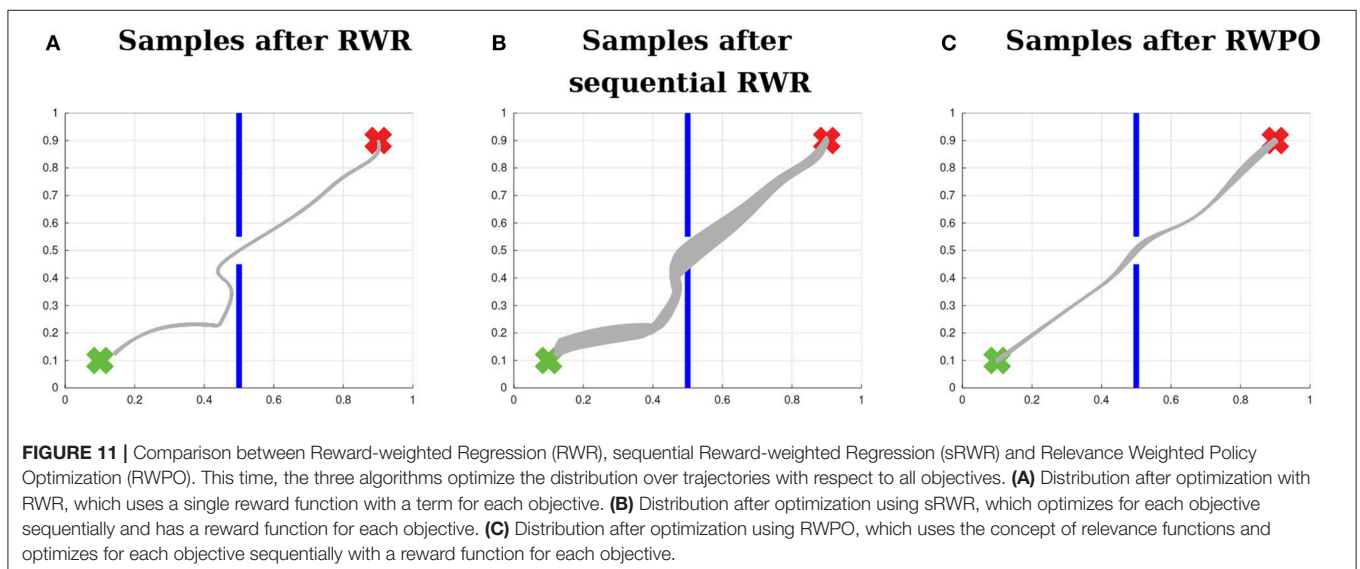 A Samples after RWR
B Samples after
sequential RWR
C Samples after RWPO
1
0.9
0.8
0.7
0.6
0.5
0.4
0.3
0.2
0.1
0
0 0.2 0.4 0.6 0.8 1
1
0.9
0.8
0.7
0.6
0.5
0.4
0.3
0.2
0.1
0
0 0.2 0.4 0.6 0.8 1
1
0.9
0.8
0.7
0.6
0.5
0.4
0.3
0.2
0.1
0
0 0.2 0.4 0.6 0.8 1
FIGURE 11 | Comparison between Reward-weighted Regression (RWR), sequential Reward-weighted Regression (sRWR) and Relevance Weighted Policy
Optimization (RWPO). This time, the three algorithms optimize the distribution over trajectories with respect to all objectives. (A) Distribution after optimization with
RWR, which uses a single reward function with a term for each objective. (B) Distribution after optimization using sRWR, which optimizes for each objective
sequentially and has a reward function for each objective. (C) Distribution after optimization using RWPO, which uses the concept of relevance functions and
optimizes for each objective sequentially with a reward function for each objective.